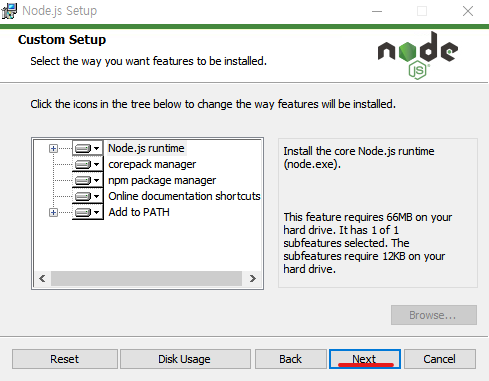 Node.js Setup
Custom Setup
Select the way you want features to be installed.
node
JS
Click the icons in the tree below to change the way features will be installed.
Node.js runtime
corepack manager
npm package manager
Online documentation shortcuts
Add to PATH
Install the core Node.js runtime
(node.exe).
This feature requires 66MB on your
hard drive. It has 1 of 1
subfeatures selected. The
subfeatures require 12KB on your
hard drive.
Browse...
Reset
Disk Usage
Back
Next
Cancel